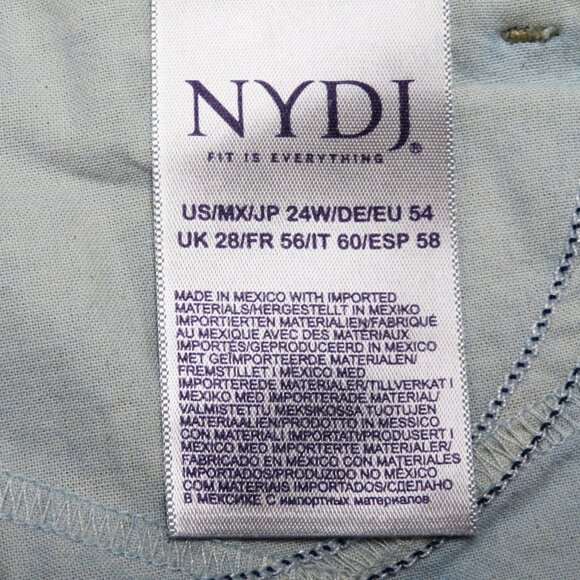 NYDJ®
FIT IS EVERYTHING
US/MX/JP 24W/DE/EU 54
UK 28/FR 56/IT 60/ESP 58
MADE IN MEXICO WITH IMPORTED
MATERIALS/HERGESTELLT IN MEXIKO
IMPORTIERTEN MATERIALIEN/FABRIQUÉ
AU MEXIQUE AVEC DES MATERIAUX
IMPORTÉS/GEPRODUCEERD IN MEXICO
MET GEÏMPORTEERDE MATERIALEN/
FREMSTILLET I MEXICO MED
IMPORTEREDE MATERIALER/TILLVERKAT I
MEXIKO MED IMPORTERADE MATERIAL/
VALMISTETTU MEKSIKOSSA TUOTUJEN
MATERIAALIEN/PRODOTTO IN MESSICO
CON MATERIALI IMPORTATI/PRODUSERT I
MEXICO MED IMPORTERTE MATERIALER/
FABRICADO EN MÉXICO CON MATERIALES
IMPORTADOS/PRODUZIDO NO MÉXICO
COM MATERIAIS IMPORTADOS/СДЕЛАНО
В МЕКСИКЕ С импортных материалов